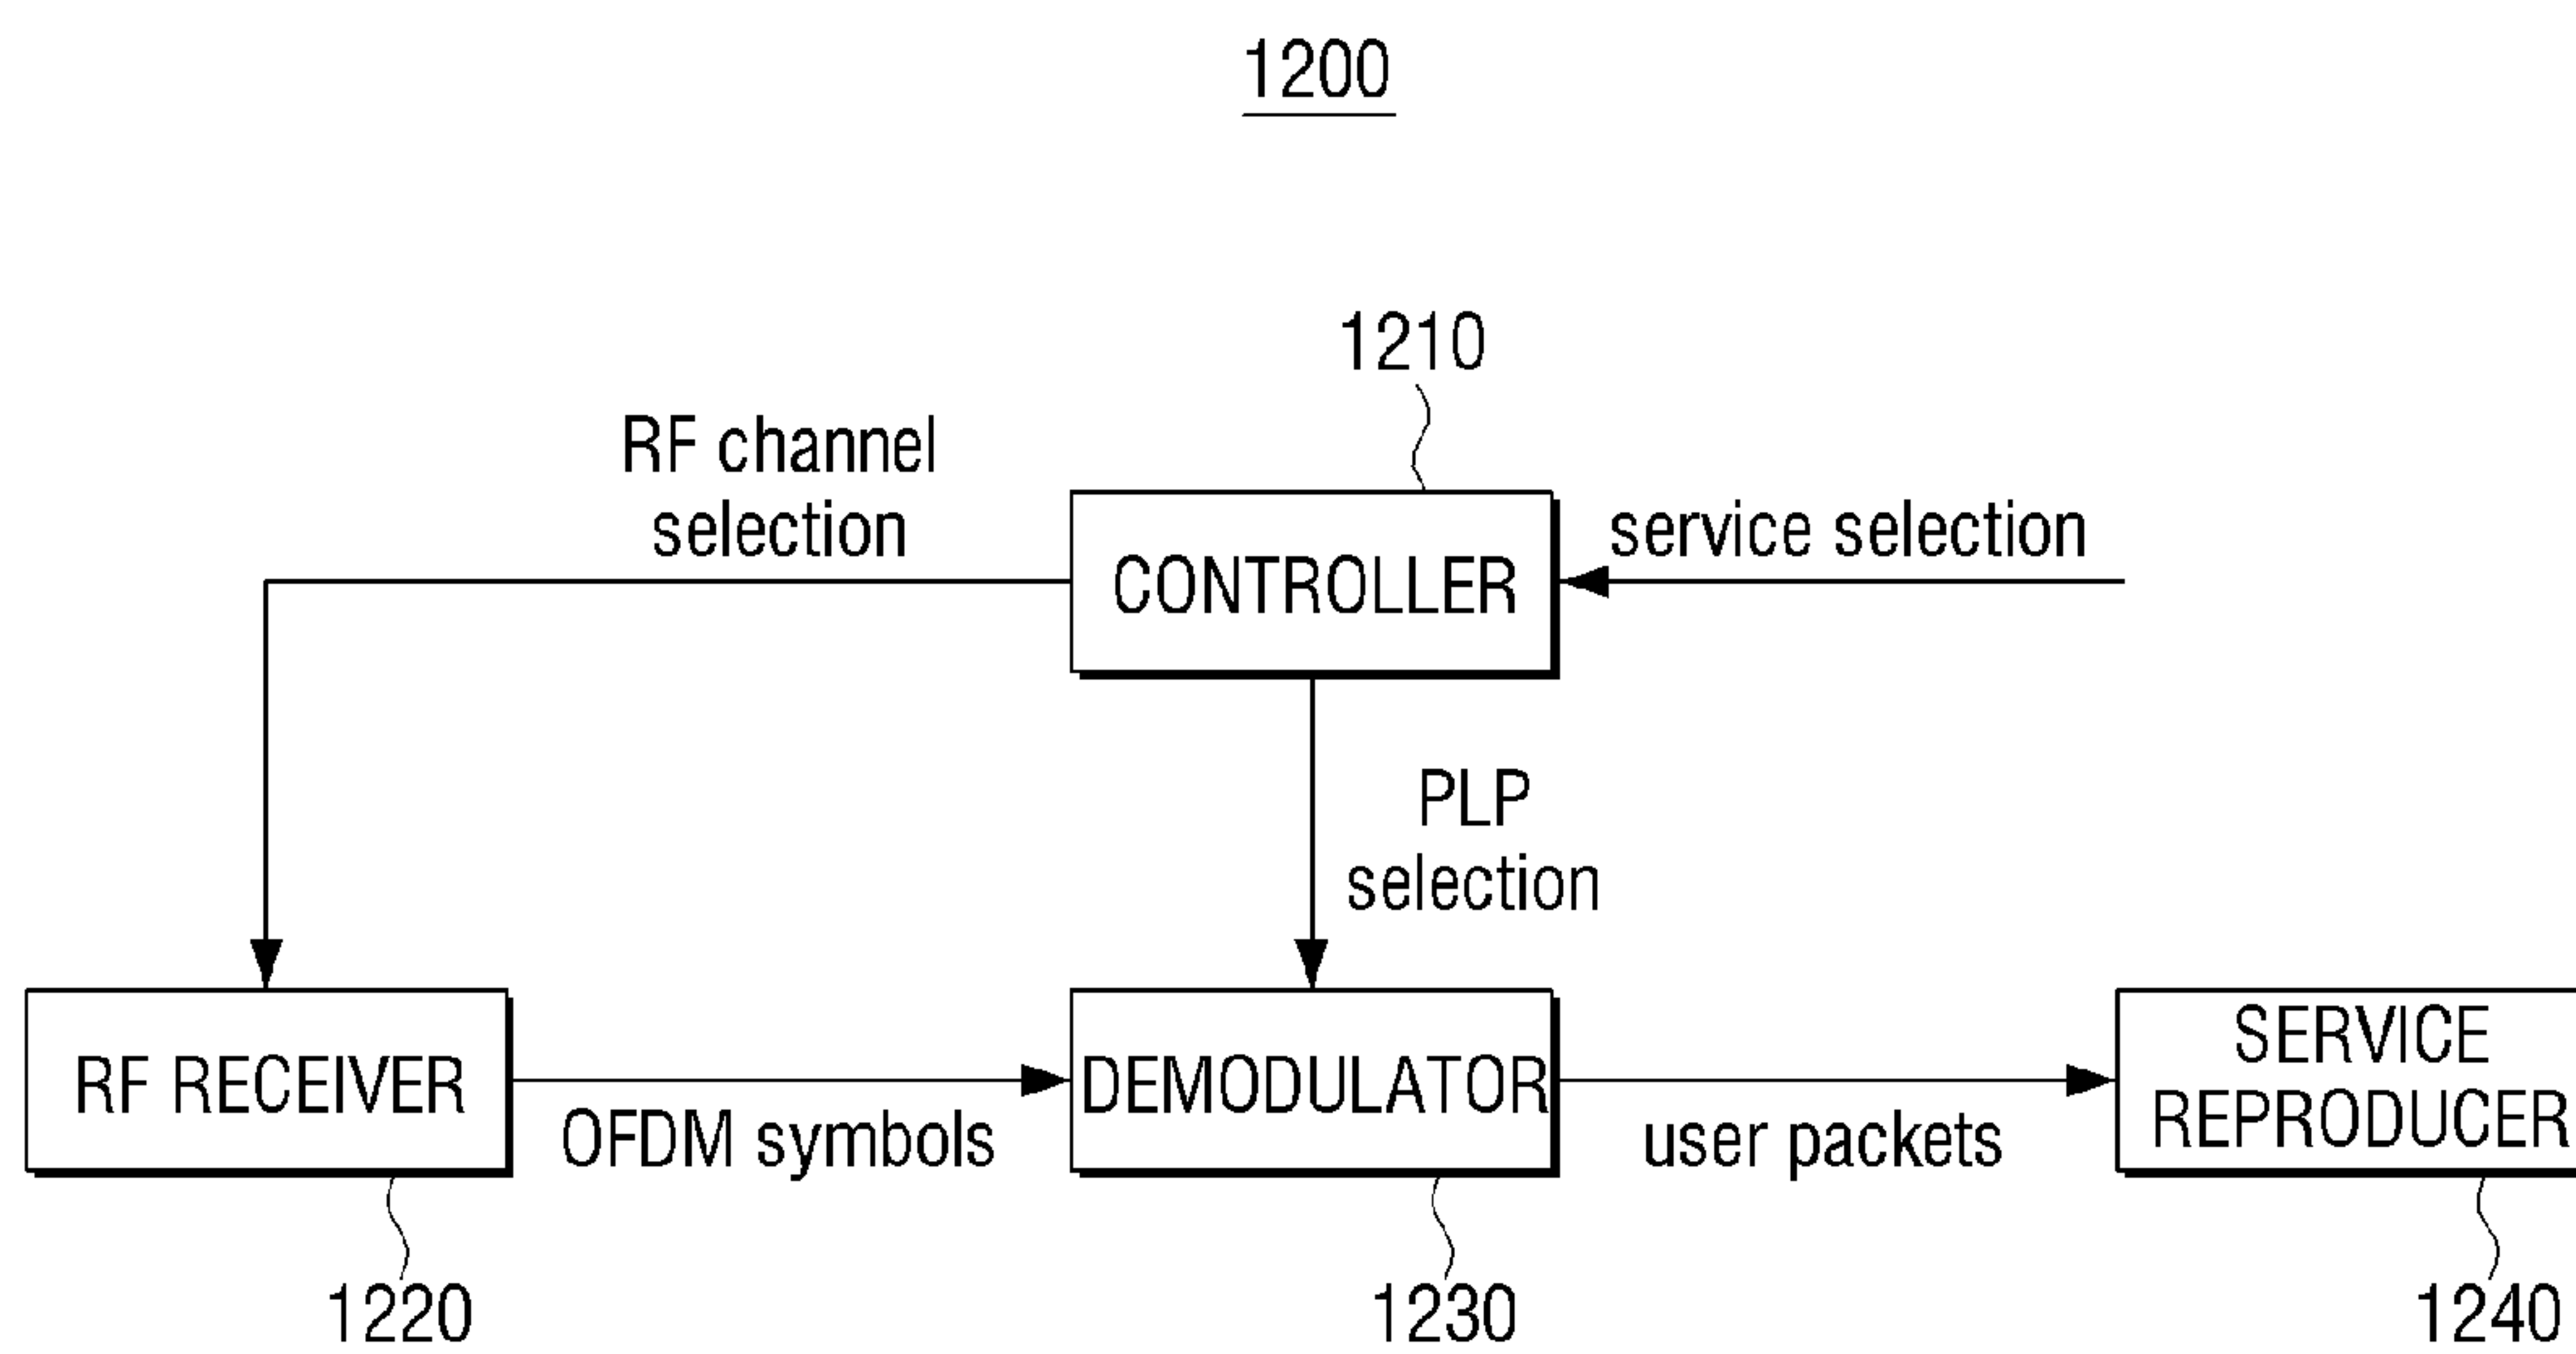 1200
1210
RF channel
selection
service selection
CONTROLLER
PLP
selection
RF RECEIVER
OFDM symbols
DEMODULATOR
user packets
SERVICE
REPRODUCER
1220
1230
1240